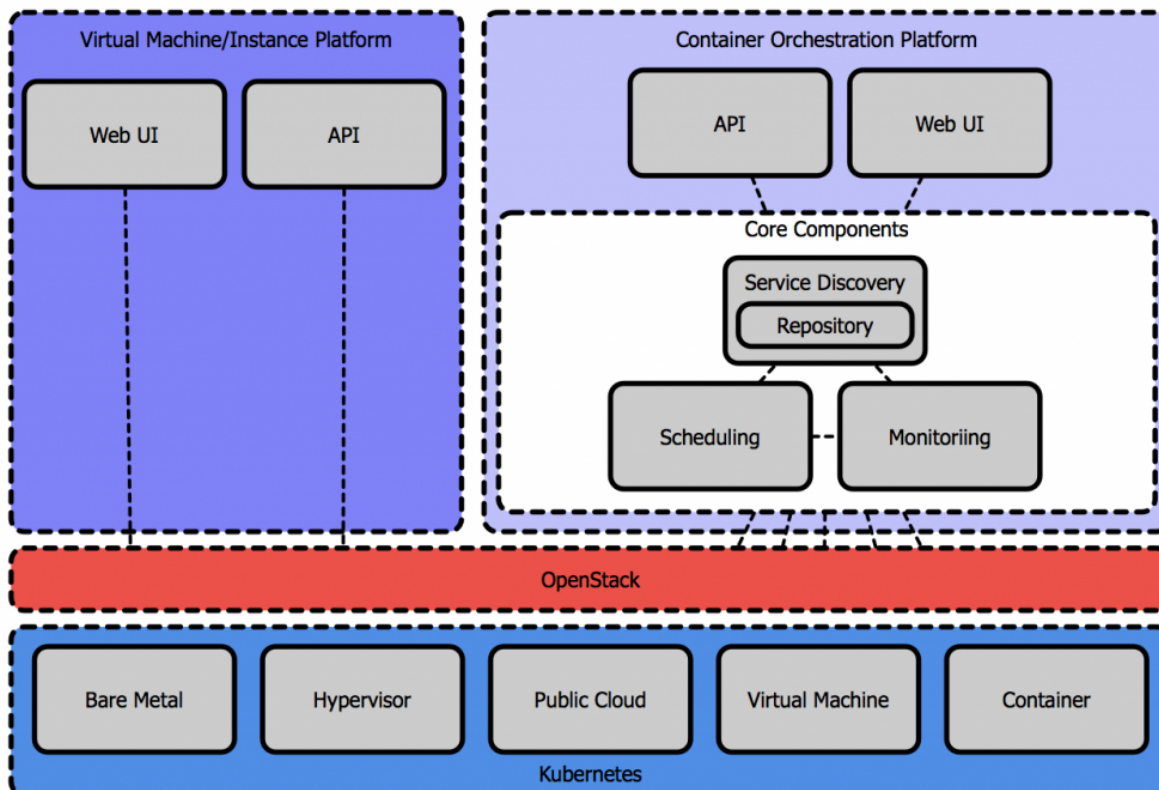 Virtual Machine/Instance Platform
Web UI
API
Container Orchestration Platform
API
Web UI
Core Components
Service Discovery
Repository
Scheduling
Monitoriing
OpenStack
Bare Metal
Hypervisor
Public Cloud
Virtual Machine
Container
Kubernetes